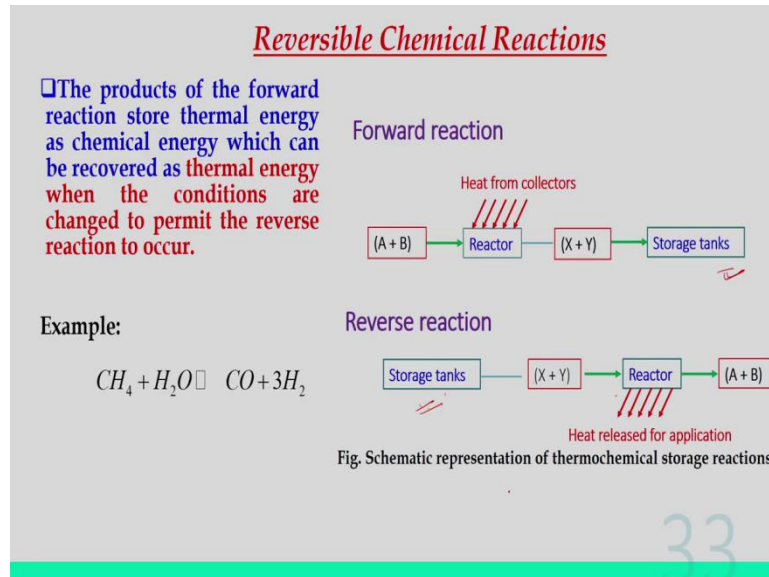 Reversible Chemical Reactions
❑The products of the forward
reaction store thermal energy
as chemical energy which can
be recovered as thermal energy
when the conditions are
changed to permit the reverse
reaction to occur.
Example:
CH₄ + H₂O□ CO + 3H₂
Forward reaction
Heat from collectors
(A + B) Reactor (X + Y) Storage tanks
Reverse reaction
Storage tanks (X + Y) Reactor (A + B)
Heat released for application
Fig. Schematic representation of thermochemical storage reactions
33